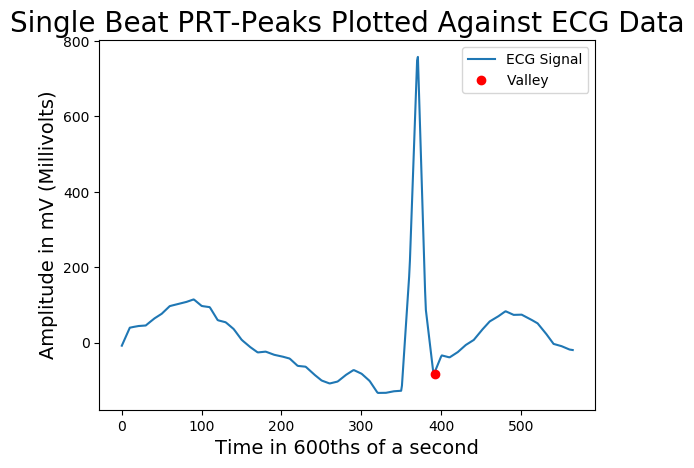 Single Beat PRT-Peaks Plotted Against ECG Data
800
600
400
200
0
Amplitude in mV (Millivolts)
ECG Signal
Valley
0 100 200 300 400 500
Time in 600ths of a second